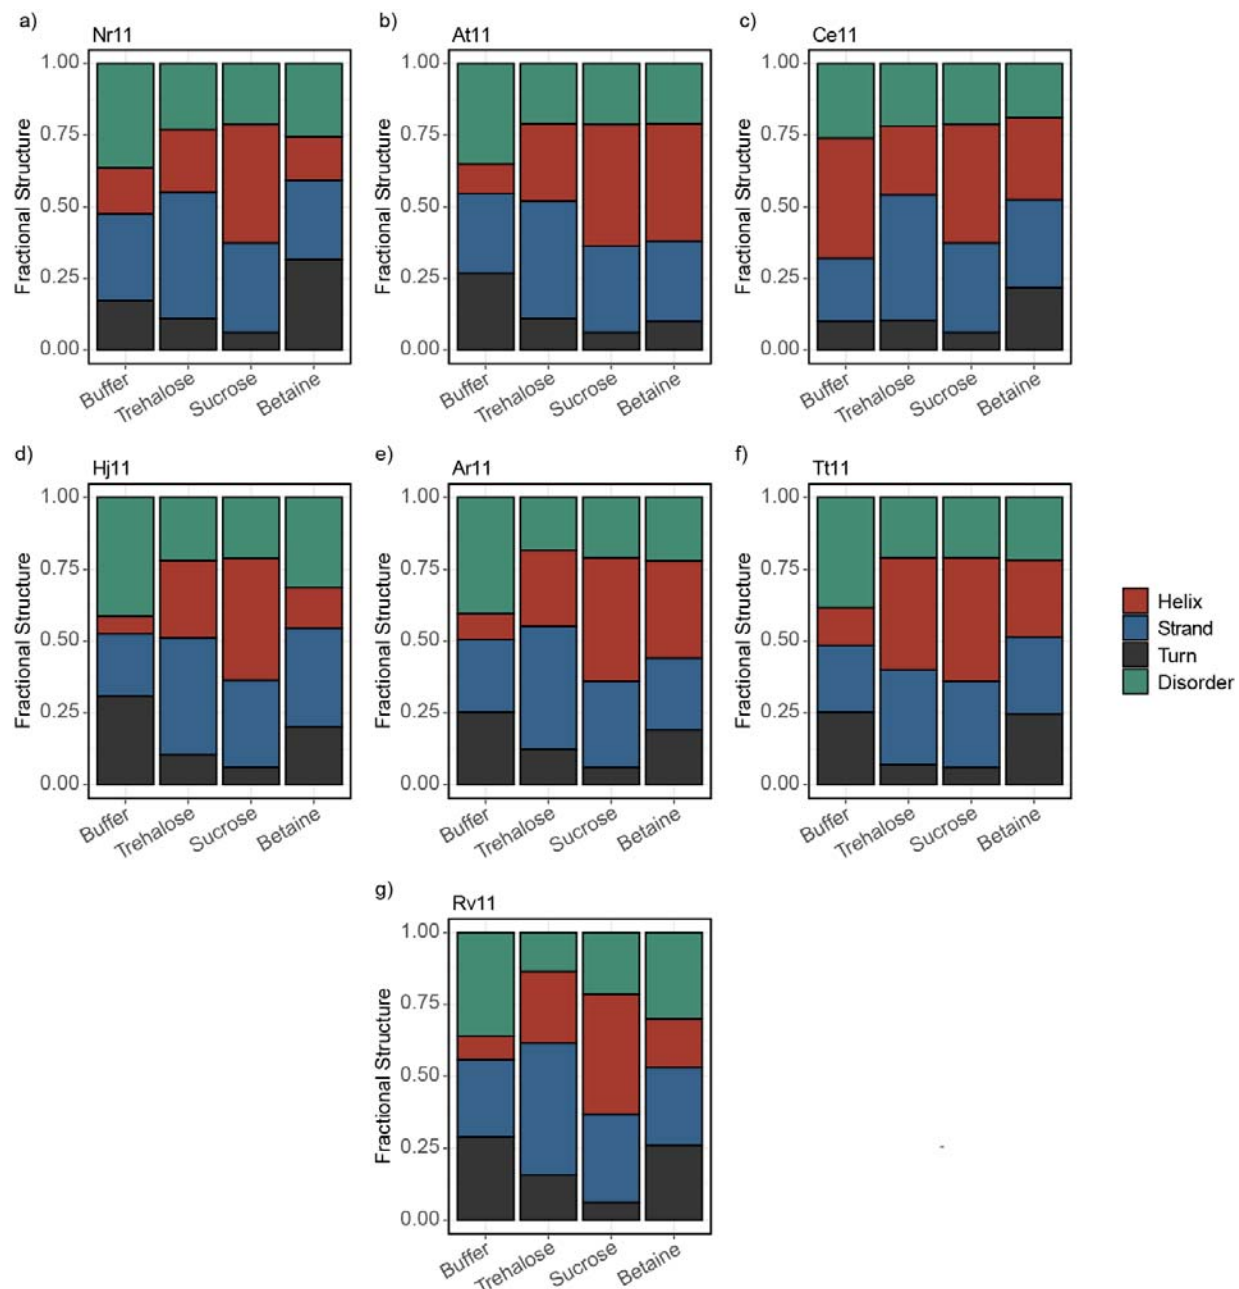 a)
Nr11
Fractional Structure
1.00
0.75
0.50
0.25
0.00
Buffer
Trehalose
Sucrose
Betaine
b)
At11
Fractional Structure
1.00
0.75
0.50
0.25
0.00
Buffer
Trehalose
Sucrose
Betaine
c)
Ce11
Fractional Structure
1.00
0.75
0.50
0.25
0.00
Buffer
Trehalose
Sucrose
Betaine
d)
Hj11
Fractional Structure
1.00
0.75
0.50
0.25
0.00
Buffer
Trehalose
Sucrose
Betaine
e)
Ar11
Fractional Structure
1.00
0.75
0.50
0.25
0.00
Buffer
Trehalose
Sucrose
Betaine
f)
Tt11
Fractional Structure
1.00
0.75
0.50
0.25
0.00
Buffer
Trehalose
Sucrose
Betaine
Helix
Strand
Turn
Disorder
g)
Rv11
Fractional Structure
1.00
0.75
0.50
0.25
0.00
Buffer
Trehalose
Sucrose
Betaine